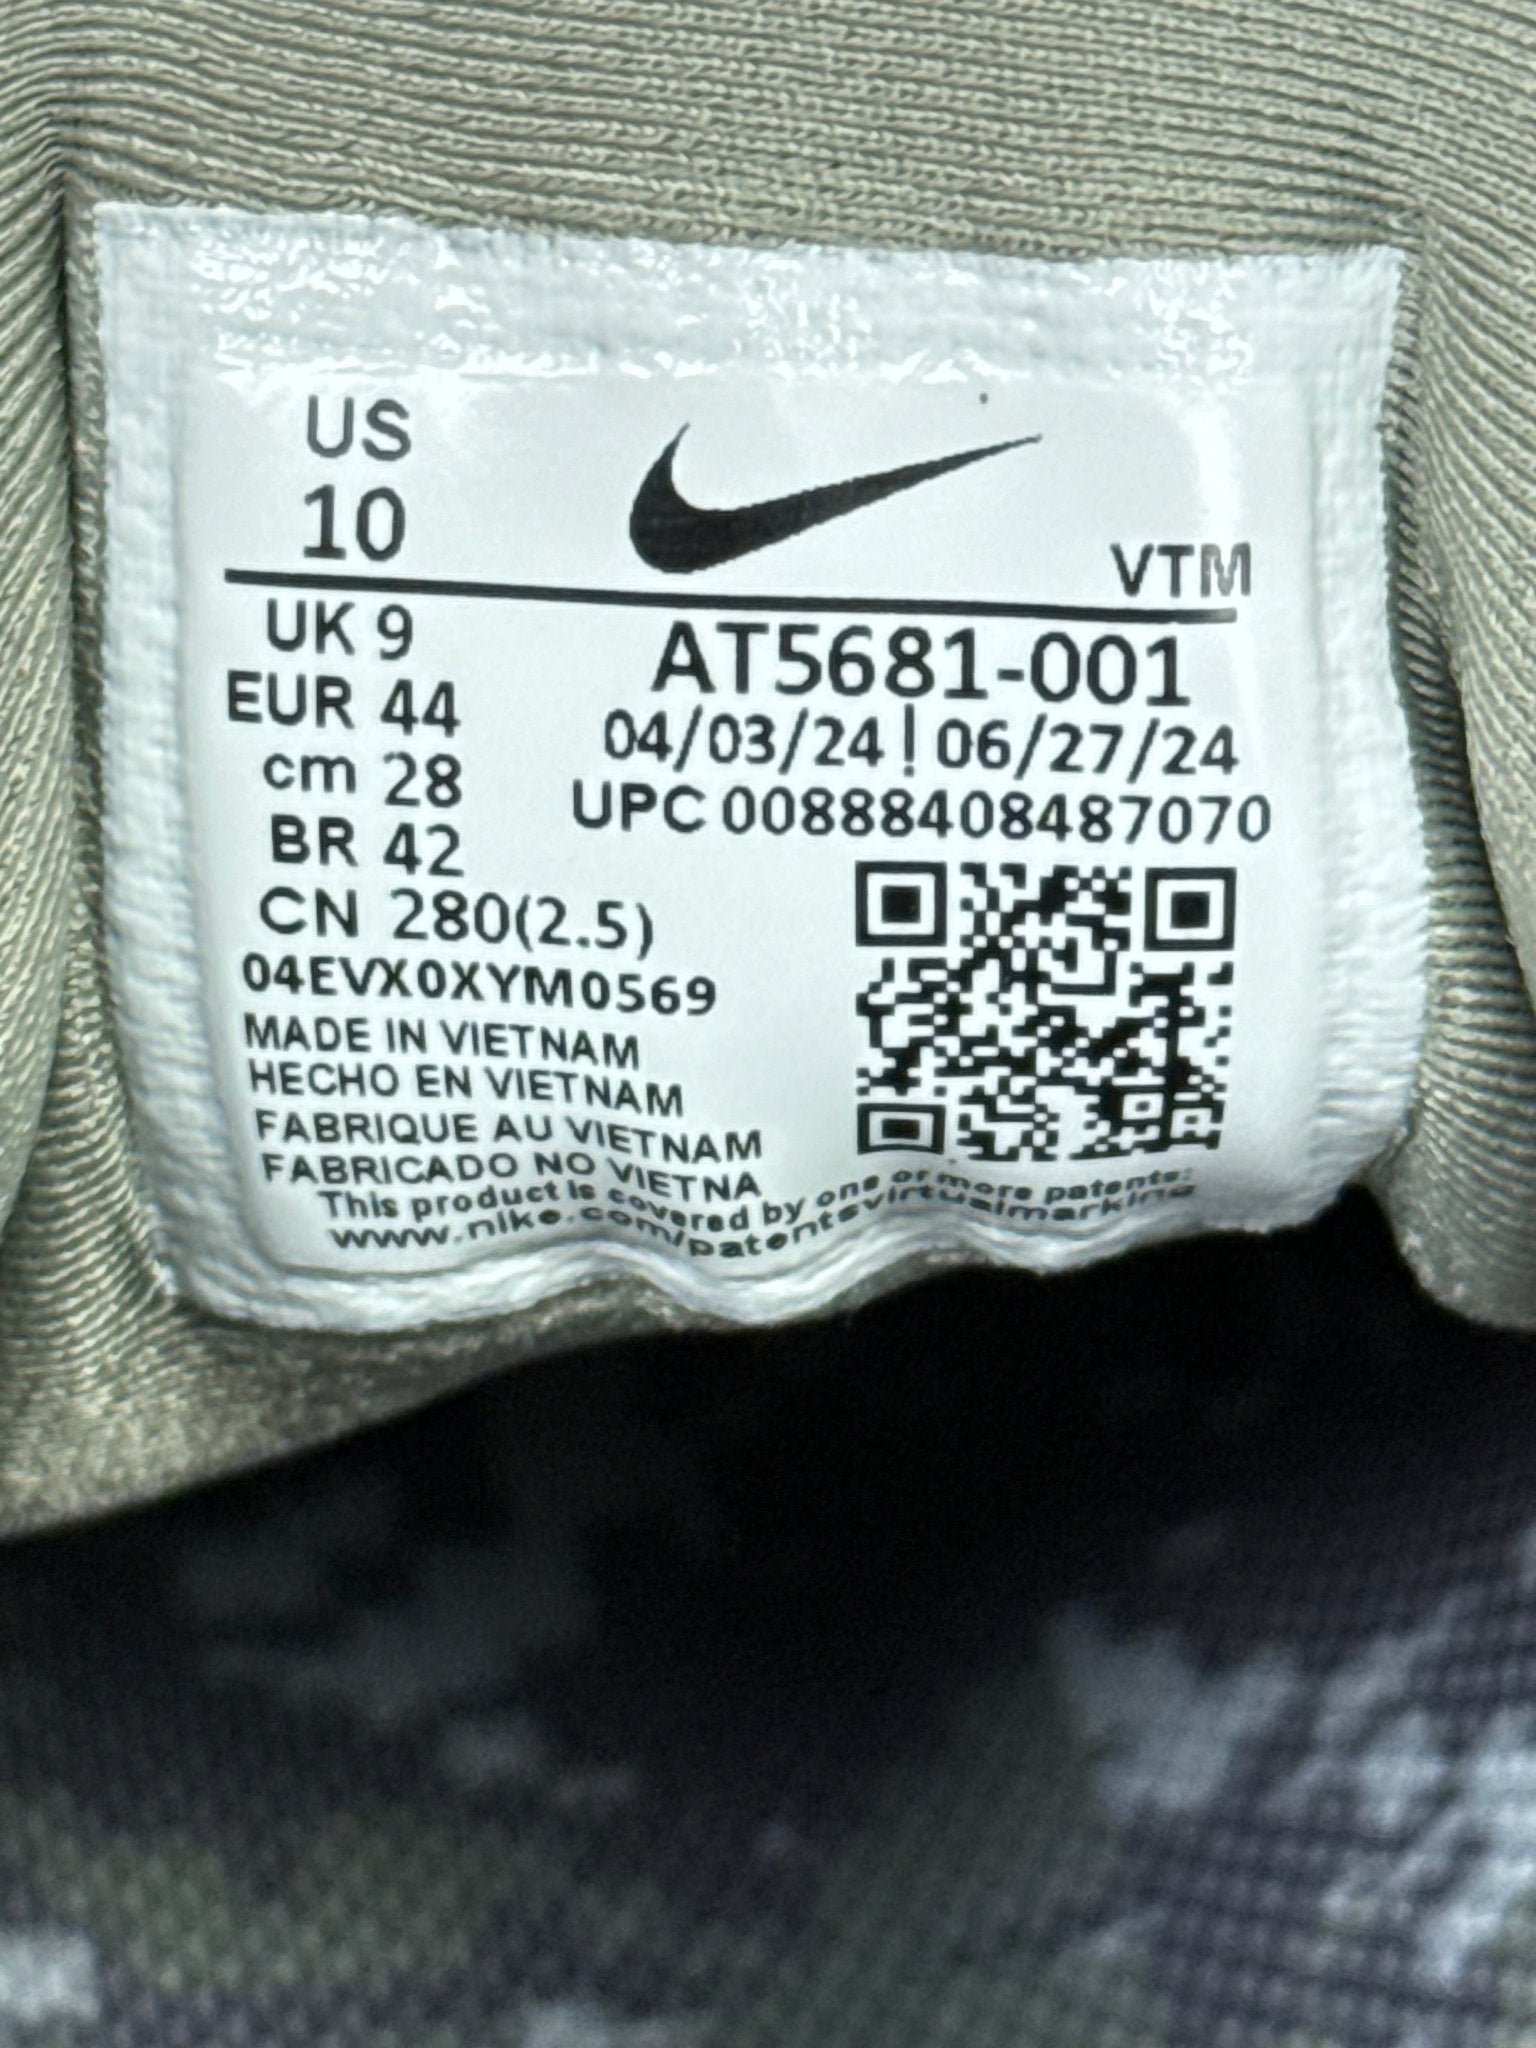 US
10
VTM
UK 9
EUR 44
cm 28
BR 42
CN 280(2.5)
AT5681-001
04/03/24 | 06/27/24
UPC 00888408487070
04EVX0XYM0569
MADE IN VIETNAM
HECHO EN VIETNAM
FABRIQUE AU VIETNAM
FABRICADO NO VIETNA
This product is covered by one or more patents:
www.nike.com/patentsvirtualmarking